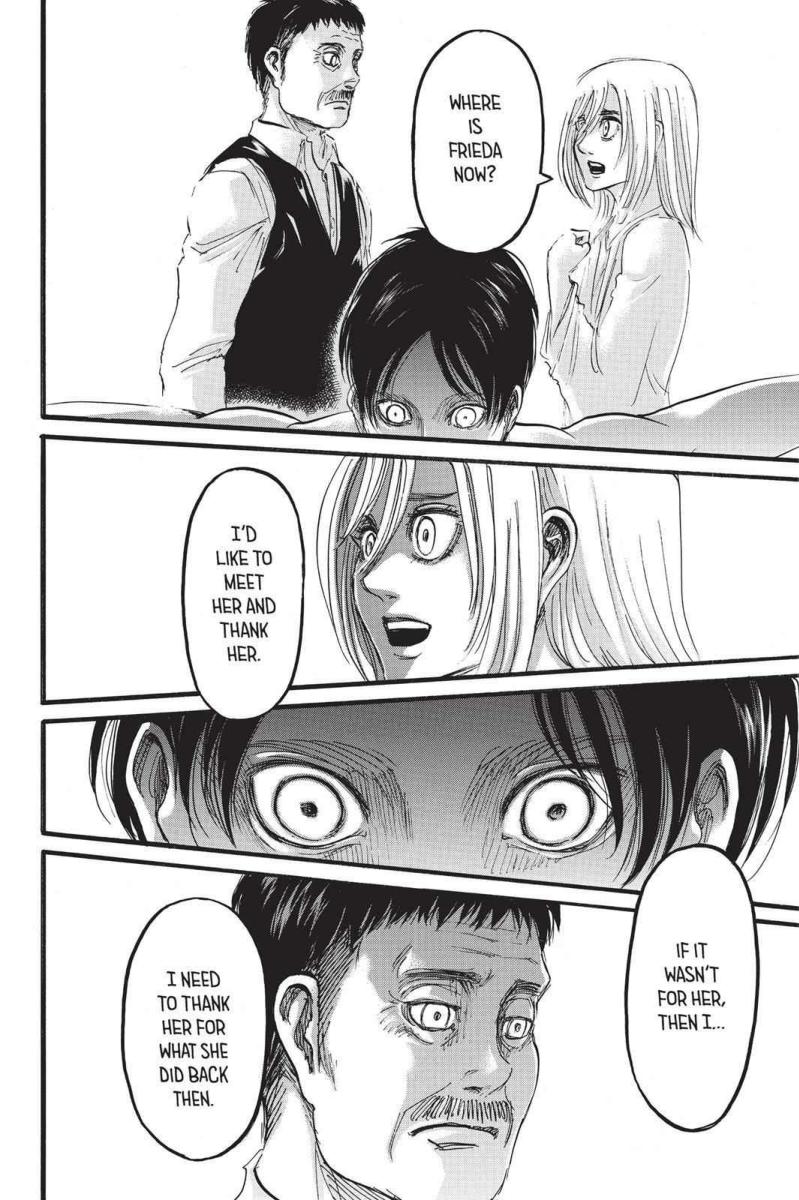 WHERE
IS
FRIEDA
NOW?
I'D
LIKE TO
MEET
HER AND
THANK
HER.
IF IT
WASN'T
FOR HER,
THEN I...
I NEED
TO THANK
HER FOR
WHAT SHE
DID BACK
THEN.